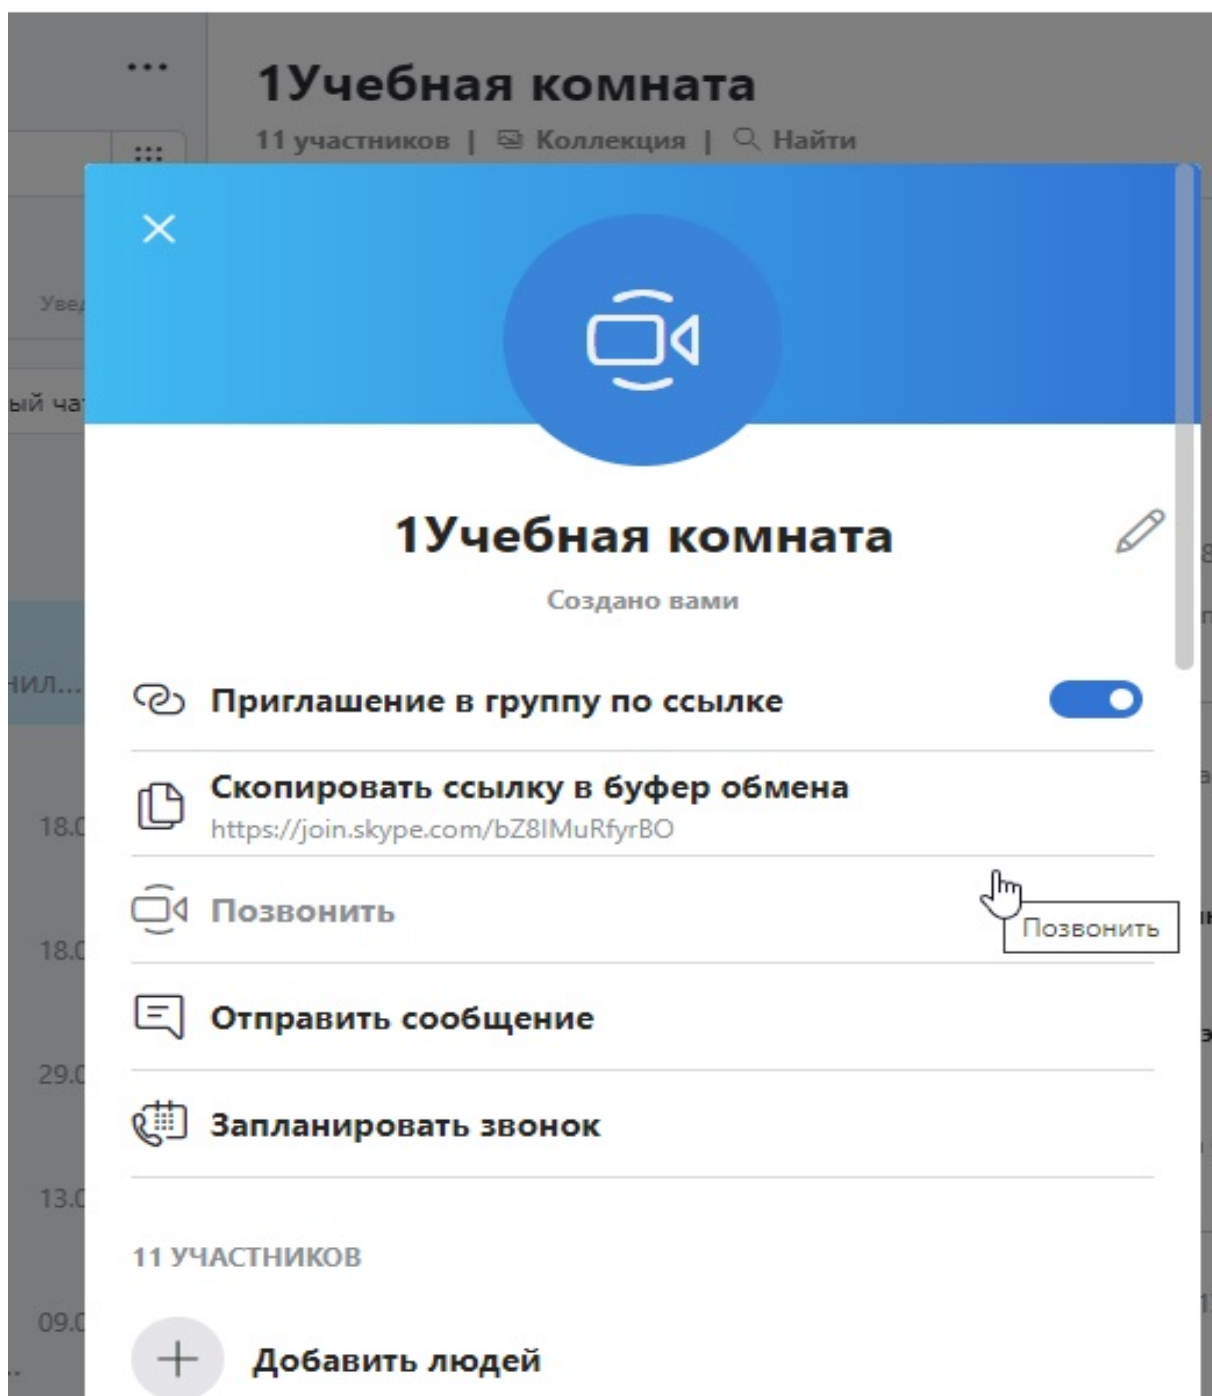 1Учебная комната
11 участников | Коллекция | Найти
1Учебная комната
Создано вами
Приглашение в группу по ссылке
Скопировать ссылку в буфер обмена
https://join.skype.com/bZ8IMuRfyrBO
Позвонить
Позвонить
Отправить сообщение
Запланировать звонок
11 УЧАСТНИКОВ
Добавить людей